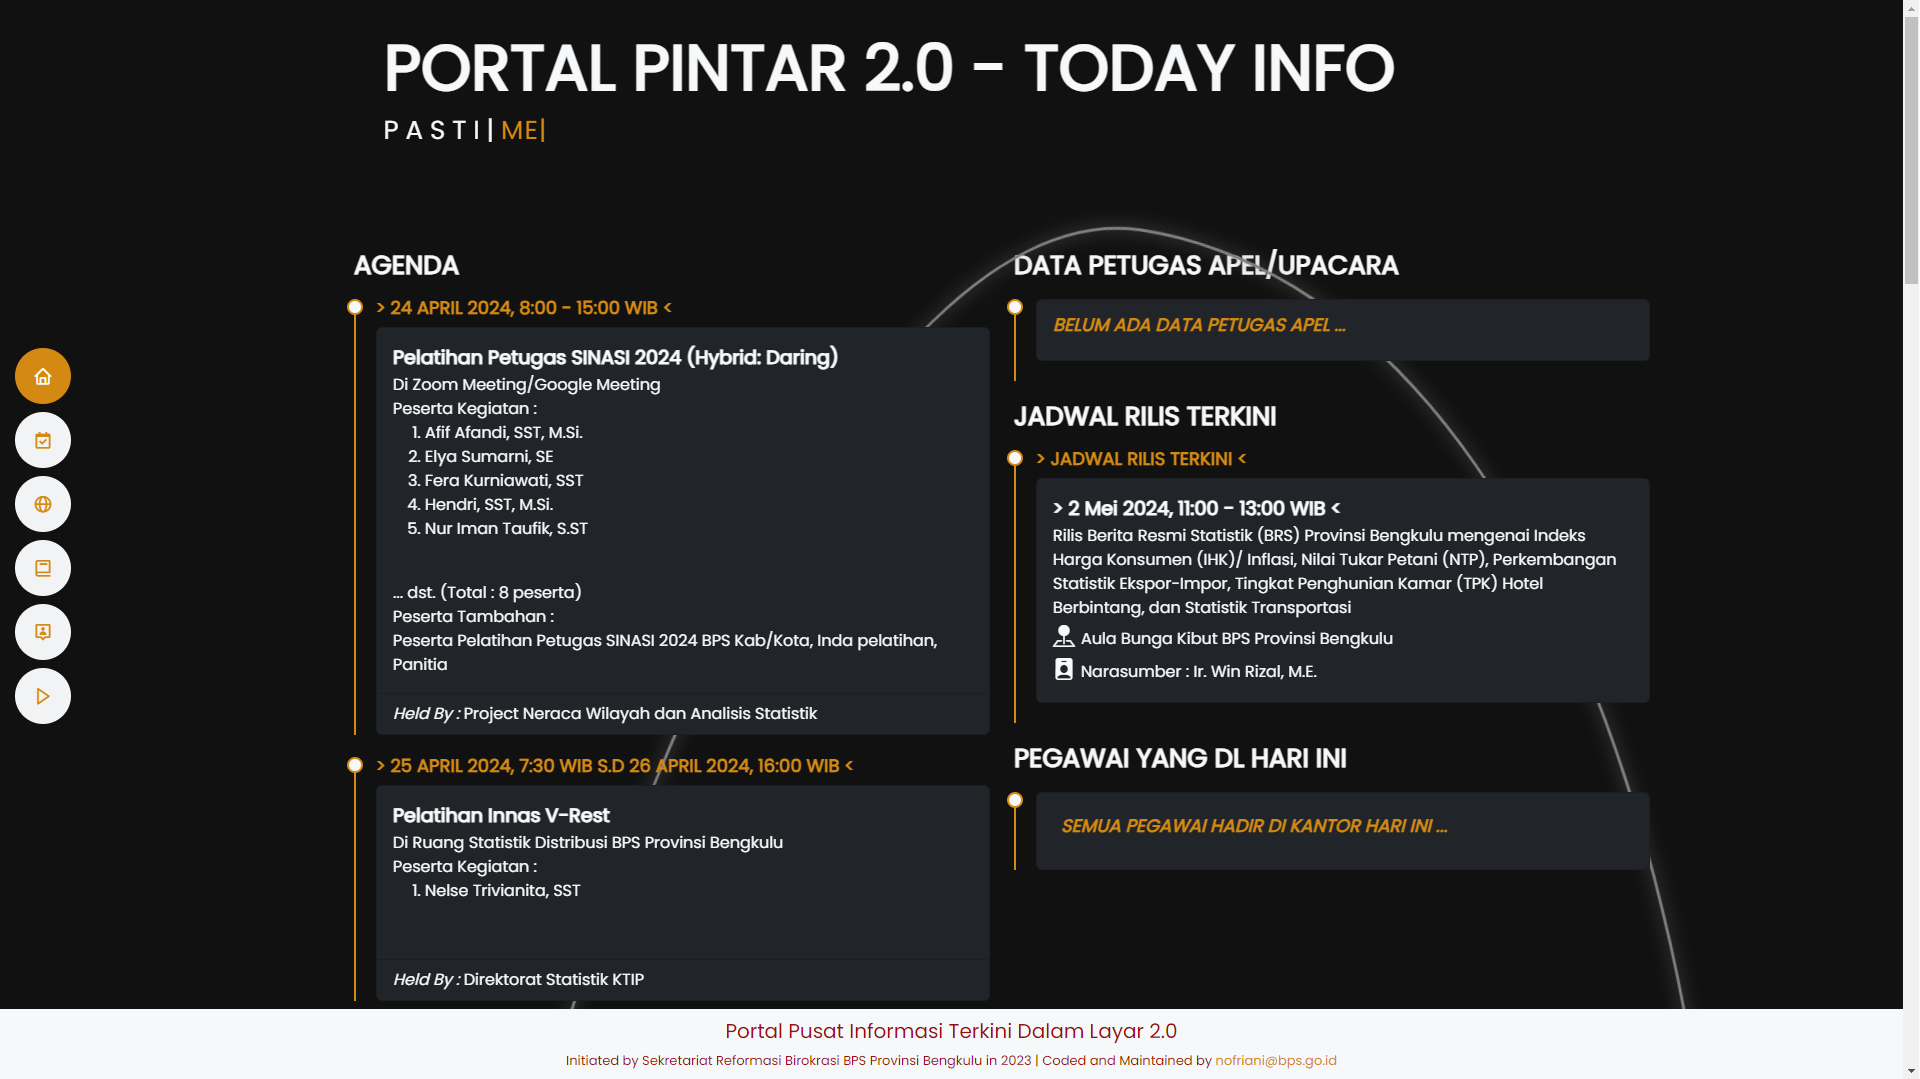 PORTAL PINTAR 2.0 - TODAY INFO
P A S T I | ME|
AGENDA
> 24 APRIL 2024, 8:00 - 15:00 WIB <
Pelatihan Petugas SINASI 2024 (Hybrid: Daring)
Di Zoom Meeting/Google Meeting
Peserta Kegiatan :
1. Afif Afandi, SST, M.Si.
2. Elya Sumarni, SE
3. Fera Kurniawati, SST
4. Hendri, SST, M.Si.
5. Nur Iman Taufik, S.ST
... dst. (Total : 8 peserta)
Peserta Tambahan :
Peserta Pelatihan Petugas SINASI 2024 BPS Kab/Kota, Inda pelatihan,
Panitia
Held By : Project Neraca Wilayah dan Analisis Statistik
> 25 APRIL 2024, 7:30 WIB S.D 26 APRIL 2024, 16:00 WIB <
Pelatihan Innas V-Rest
Di Ruang Statistik Distribusi BPS Provinsi Bengkulu
Peserta Kegiatan :
1. Nelse Trivianita, SST
Held By : Direktorat Statistik KTIP
DATA PETUGAS APEL/UPACARA
BELUM ADA DATA PETUGAS APEL ...
JADWAL RILIS TERKINI
> JADWAL RILIS TERKINI <
> 2 Mei 2024, 11:00 - 13:00 WIB <
Rilis Berita Resmi Statistik (BRS) Provinsi Bengkulu mengenai Indeks
Harga Konsumen (IHK)/ Inflasi, Nilai Tukar Petani (NTP), Perkembangan
Statistik Ekspor-Impor, Tingkat Penghunian Kamar (TPK) Hotel
Berbintang, dan Statistik Transportasi
Aula Bunga Kibut BPS Provinsi Bengkulu
Narasumber : Ir. Win Rizal, M.E.
PEGAWAI YANG DL HARI INI
SEMUA PEGAWAI HADIR DI KANTOR HARI INI ...
Portal Pusat Informasi Terkini Dalam Layar 2.0
Initiated by Sekretariat Reformasi Birokrasi BPS Provinsi Bengkulu in 2023 | Coded and Maintained by nofriani@bps.go.id